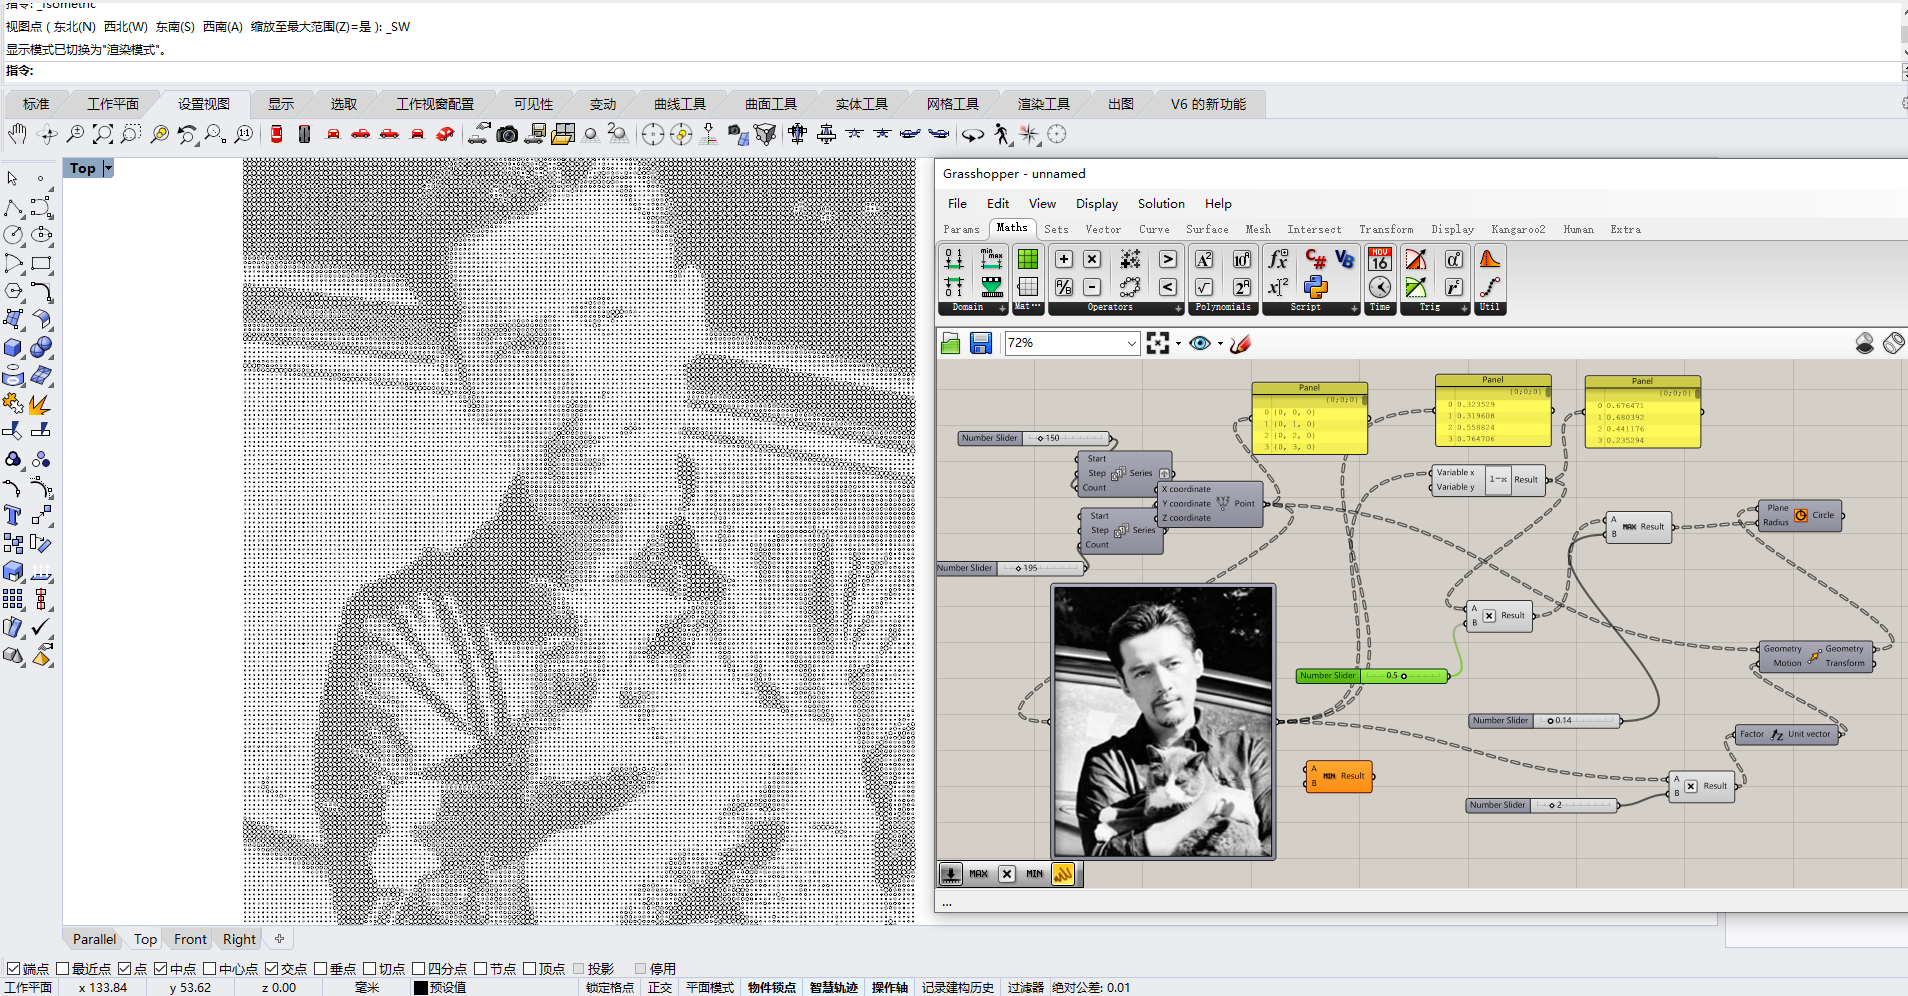 指令: _Isometric
视图点 ( 东北(N)  西北(W)  东南(S)  西南(A)  缩放至最大范围(Z)=是 ): _SW
显示模式已切换为"渲染模式"。
指令:
标准 工作平面 设置视图 显示 选取 工作视窗配置 可见性 变动 曲线工具 曲面工具 实体工具 网格工具 渲染工具 出图 V6 的新功能
Top
Grasshopper - unnamed
File Edit View Display Solution Help
Params Maths Sets Vector Curve Surface Mesh Intersect Transform Display Kangaroo2 Human Extra
Domain Mat... Operators Polynomials Script Time Trig Util
72%
Panel
{0;0;0}
0 {0, 0, 0}
1 {0, 1, 0}
2 {0, 2, 0}
3 {0, 3, 0}
Panel
{0;0;0}
0 0.323529
1 0.319608
2 0.558824
3 0.764706
Panel
{0;0;0}
0 0.676471
1 0.680392
2 0.441176
3 0.235294
Number Slider 150
Start
Step Series
Count
X coordinate
Y coordinate XYZ Point
Z coordinate
Start
Step Series
Count
Number Slider 195
Variable x
Variable y 1-x Result
A
B MAX Result
Plane
Radius Circle
A
B × Result
Number Slider 0.5
Geometry Geometry
Motion Transform
Number Slider 0.14
Factor Z Unit vector
A
B MIN Result
A
B × Result
Number Slider 2
MAX × MIN
...
Parallel Top Front Right
端点 最近点 点 中点 中心点 交点 垂点 切点 四分点 节点 顶点 投影 停用
工作平面 x 133.84 y 53.62 z 0.00 毫米 预设值 锁定格点 正交 平面模式 物件锁点 智慧轨迹 操作轴 记录建构历史 过滤器 绝对公差: 0.01